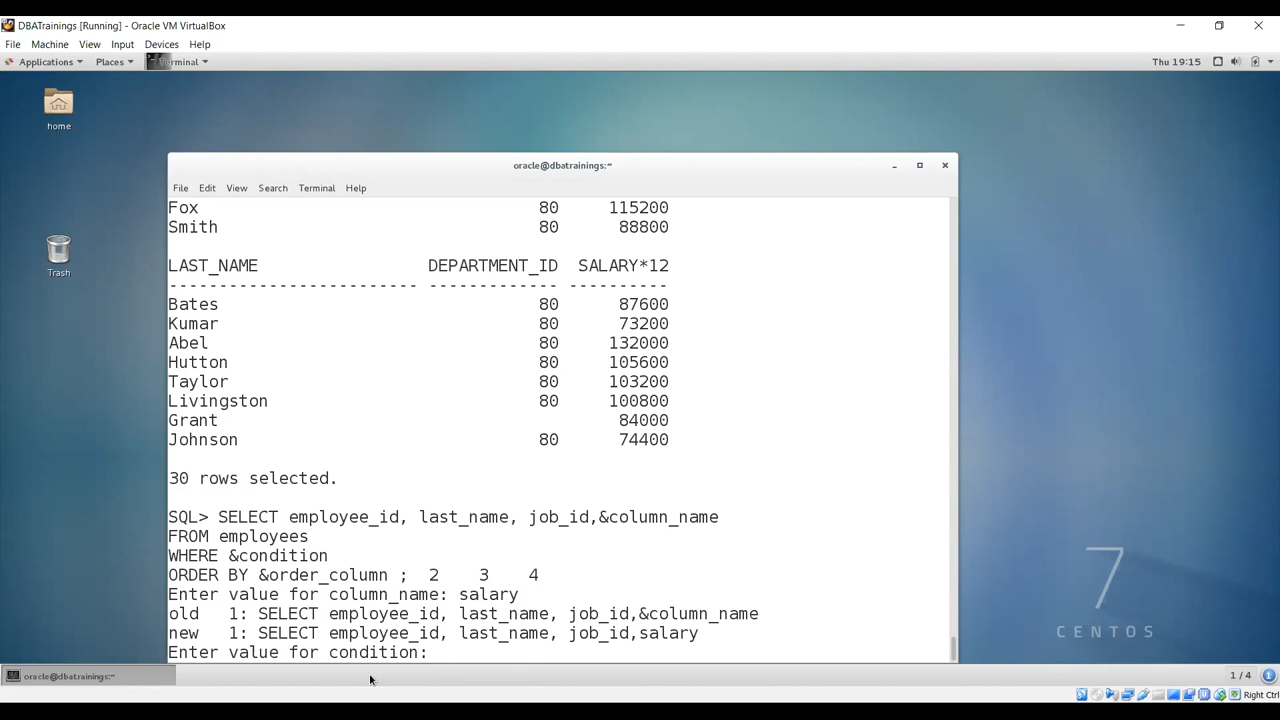 DBATrainings [Running] - Oracle VM VirtualBox
File Machine View Input Devices Help
Applications Places Terminal Thu 19:15
home
Trash
oracle@dbatrainings:~
File Edit View Search Terminal Help
Fox 80 115200
Smith 80 88800
LAST_NAME DEPARTMENT_ID SALARY*12
------------------------- ------------- ----------
Bates 80 87600
Kumar 80 73200
Abel 80 132000
Hutton 80 105600
Taylor 80 103200
Livingston 80 100800
Grant 84000
Johnson 80 74400
30 rows selected.
SQL> SELECT employee_id, last_name, job_id,&column_name
FROM employees
WHERE &condition
ORDER BY &order_column ; 2 3 4
Enter value for column_name: salary
old 1: SELECT employee_id, last_name, job_id,&column_name
new 1: SELECT employee_id, last_name, job_id,salary
Enter value for condition:
7
CENTOS
oracle@dbatrainings:~ 1 / 4 1
Right Ctrl